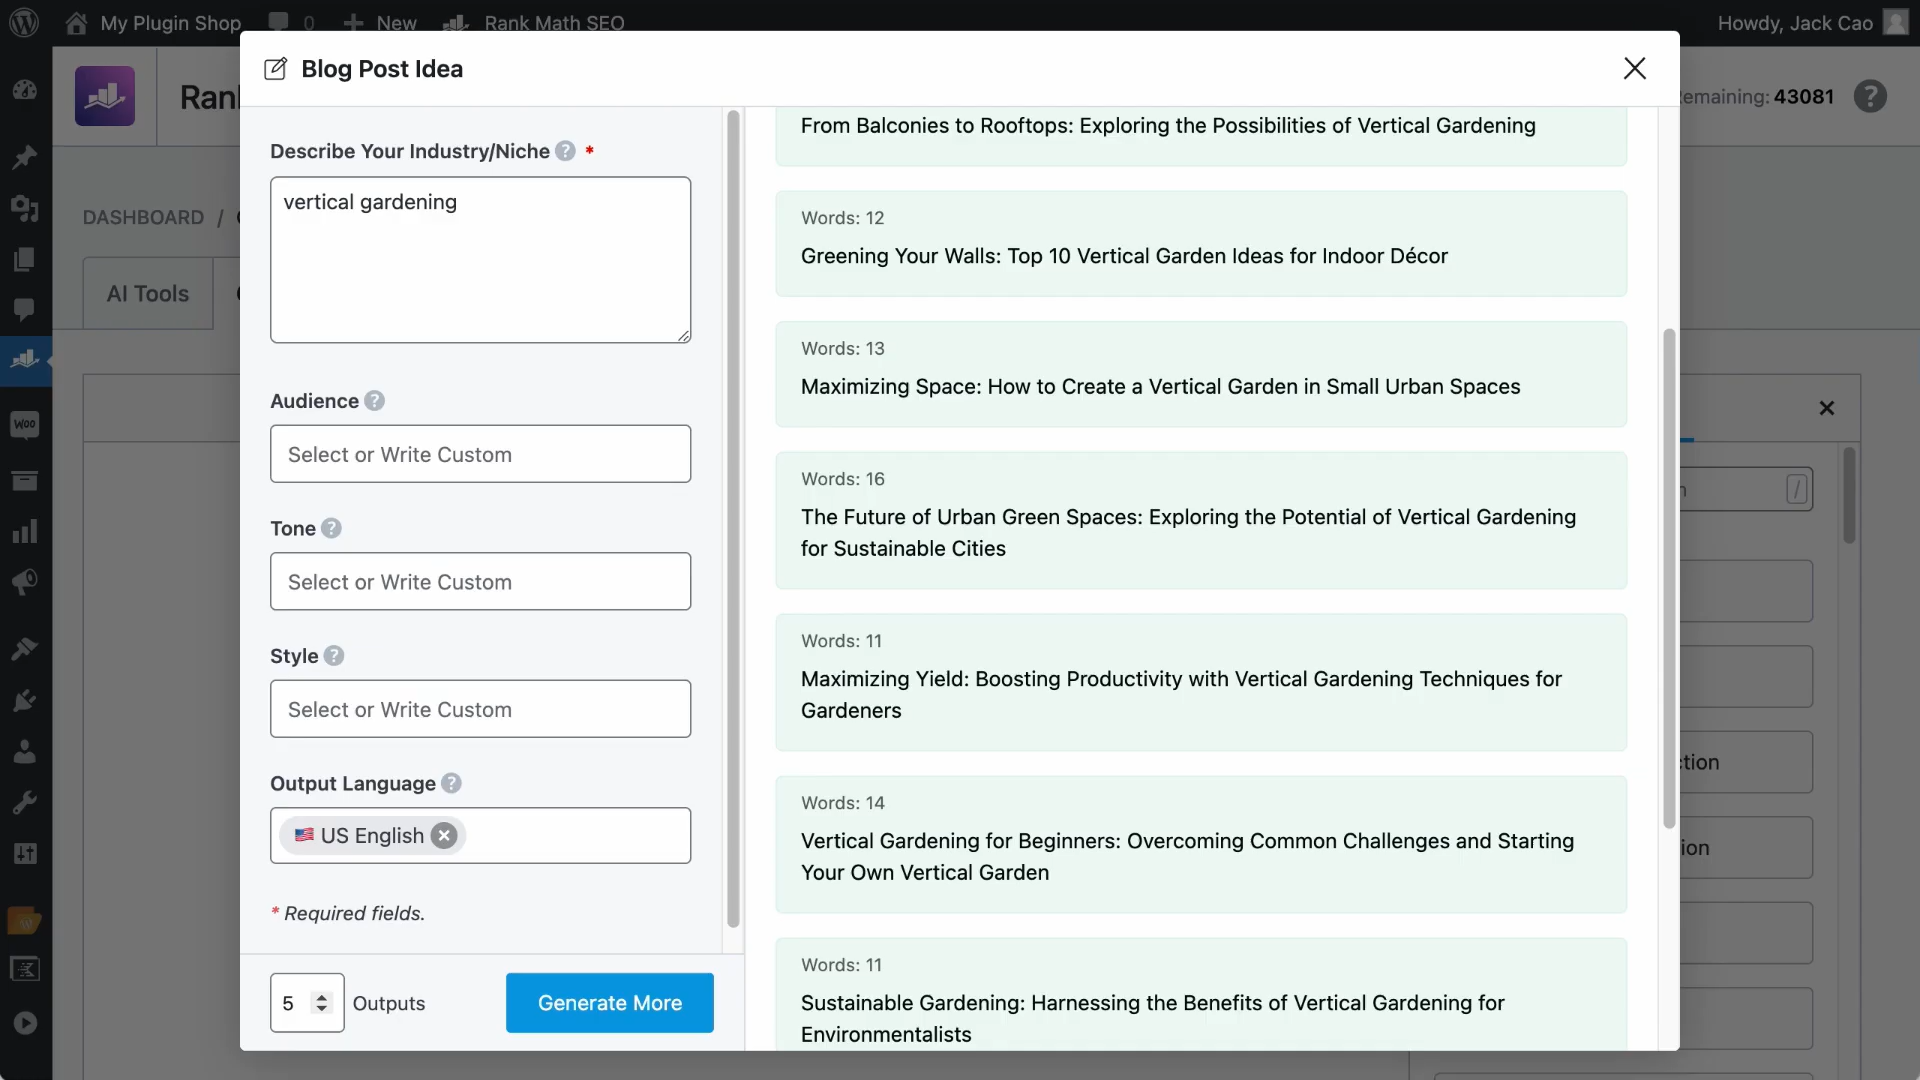 My Plugin Shop
0
New
Rank Math SEO
Howdy, Jack Cao
Blog Post Idea
Remaining: 43081
Describe Your Industry/Niche *
vertical gardening
Audience
Select or Write Custom
Tone
Select or Write Custom
Style
Select or Write Custom
Output Language
US English
* Required fields.
5
Outputs
Generate More
From Balconies to Rooftops: Exploring the Possibilities of Vertical Gardening
Words: 12
Greening Your Walls: Top 10 Vertical Garden Ideas for Indoor Décor
Words: 13
Maximizing Space: How to Create a Vertical Garden in Small Urban Spaces
Words: 16
The Future of Urban Green Spaces: Exploring the Potential of Vertical Gardening
for Sustainable Cities
Words: 11
Maximizing Yield: Boosting Productivity with Vertical Gardening Techniques for
Gardeners
Words: 14
Vertical Gardening for Beginners: Overcoming Common Challenges and Starting
Your Own Vertical Garden
Words: 11
Sustainable Gardening: Harnessing the Benefits of Vertical Gardening for
Environmentalists
DASHBOARD /
AI Tools
Woo
/